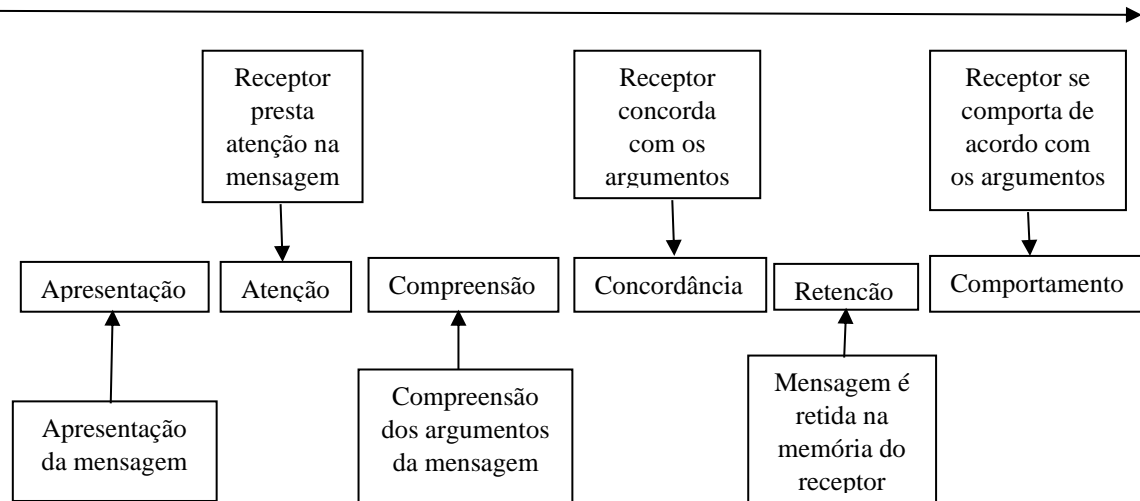 Receptor
presta
atenção na
mensagem
Receptor
concorda
com os
argumentos
Receptor se
comporta de
acordo com
os argumentos
Apresentação
Atenção
Compreensão
Concordância
Retencão
Comportamento
Apresentação
da mensagem
Compreensão
dos argumentos
da mensagem
Mensagem é
retida na
memória do
receptor